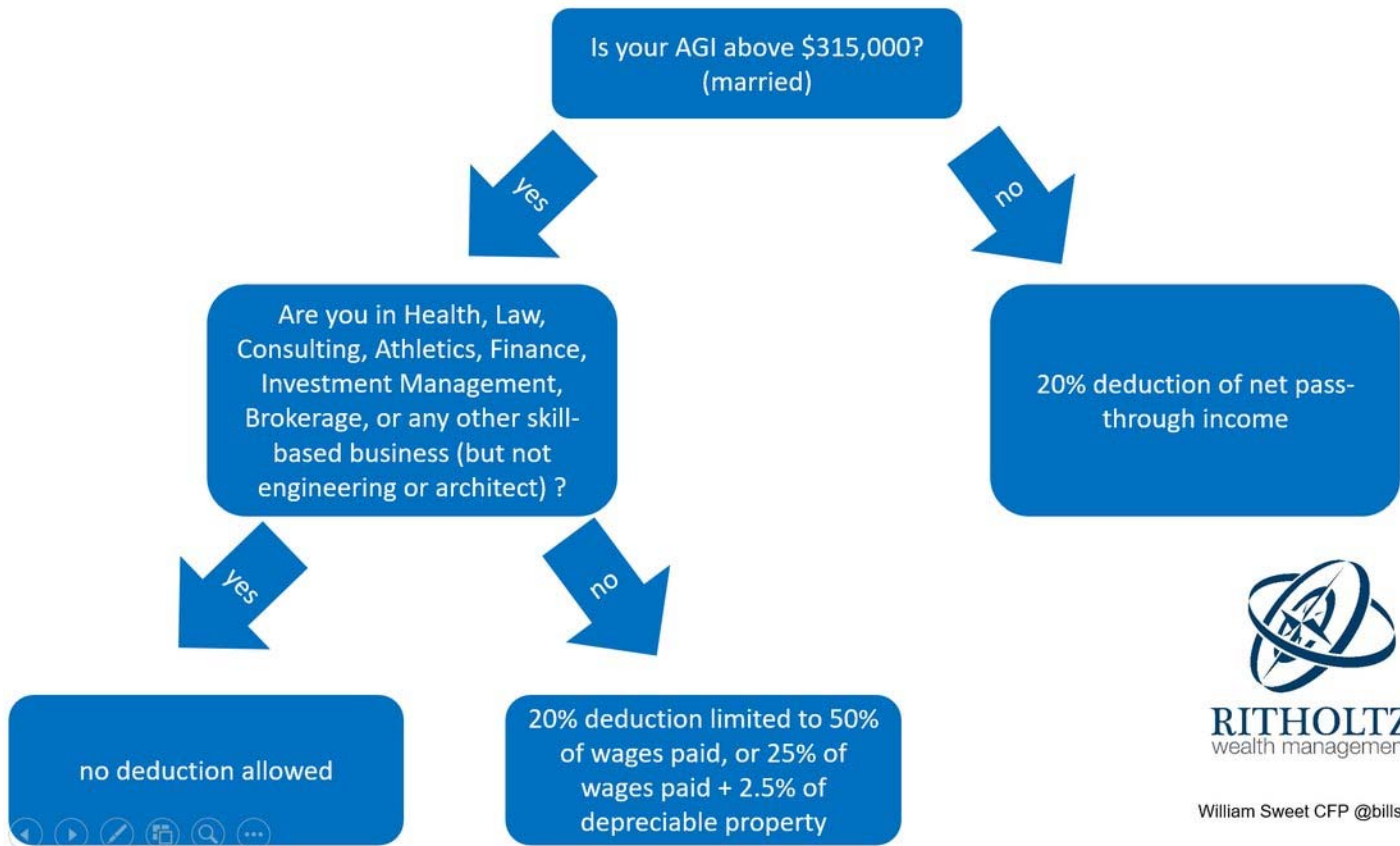 Is your AGI above $315,000?
(married)
yes
no
Are you in Health, Law,
Consulting, Athletics, Finance,
Investment Management,
Brokerage, or any other skill-
based business (but not
engineering or architect) ?
20% deduction of net pass-
through income
yes
no
no deduction allowed
20% deduction limited to 50%
of wages paid, or 25% of
wages paid + 2.5% of
depreciable property
RITHOLTZ
wealth managemen
William Sweet CFP @bills